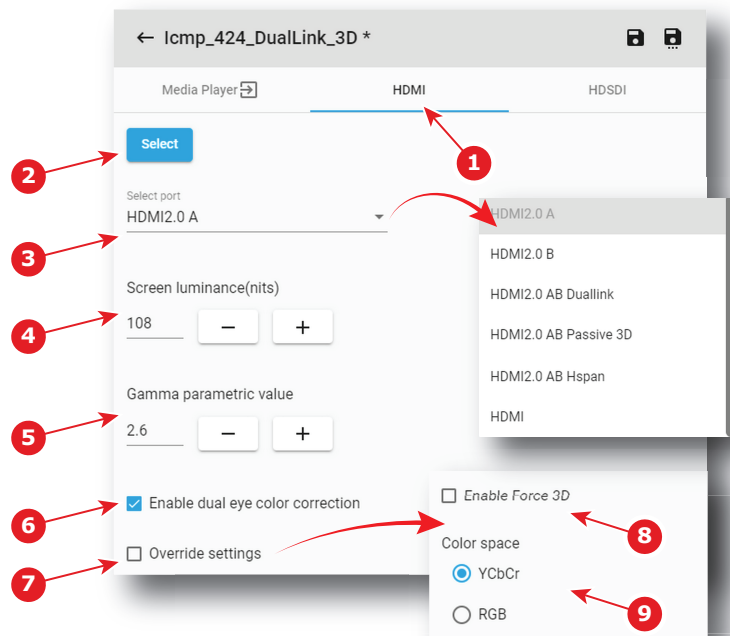 Icmp_424_DualLink_3D *
Media Player
HDMI
HDSDI
1
Select
2
Select port
HDMI2.0 A
3
HDMI2.0 A
HDMI2.0 B
HDMI2.0 AB Duallink
HDMI2.0 AB Passive 3D
HDMI2.0 AB Hspan
HDMI
Screen luminance(nits)
108
− +
4
Gamma parametric value
2.6
− +
5
Enable dual eye color correction
6
Override settings
7
Enable Force 3D
8
Color space
YCbCr
RGB
9